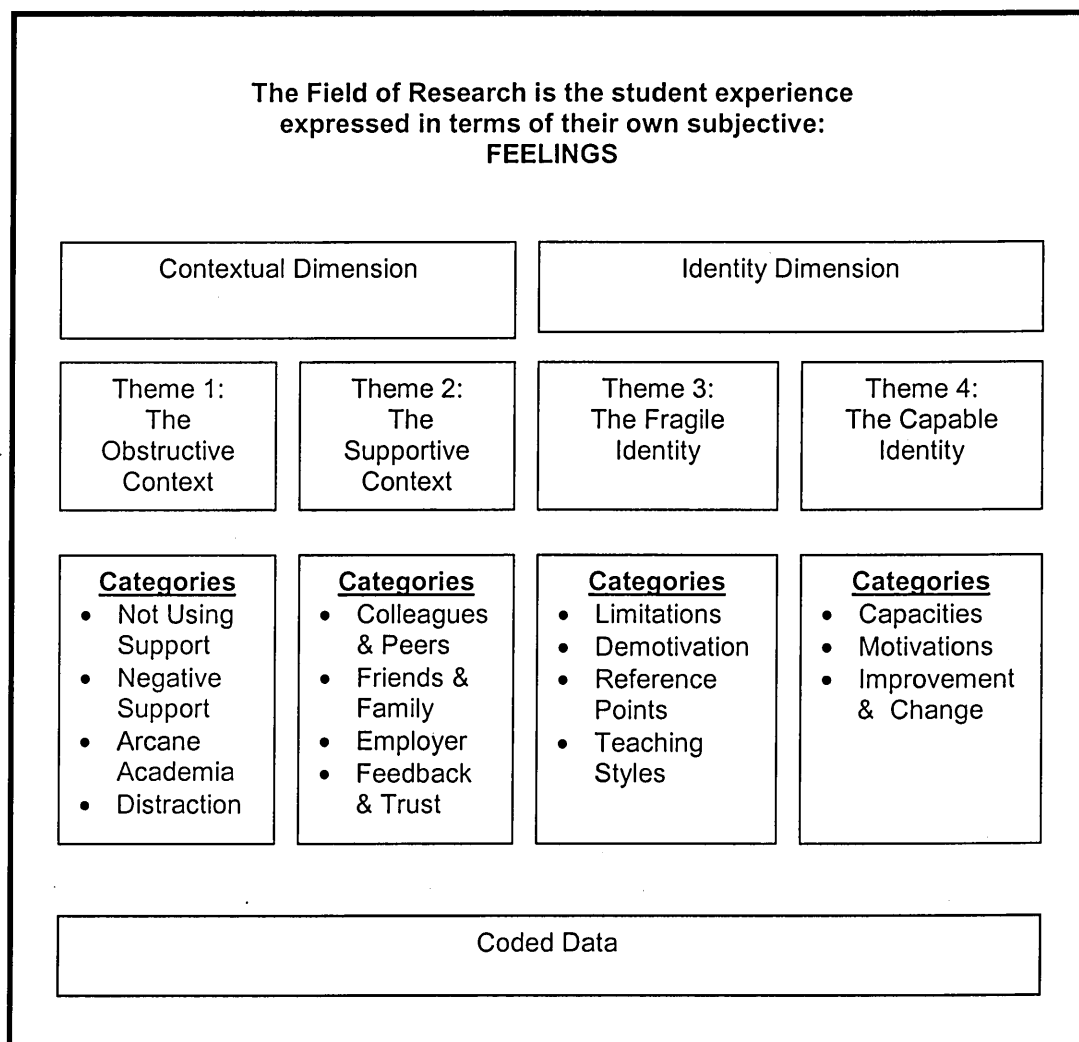 The Field of Research is the student experience
expressed in terms of their own subjective:
FEELINGS
Contextual Dimension
Identity Dimension
Theme 1:
The
Obstructive
Context
Theme 2:
The
Supportive
Context
Theme 3:
The Fragile
Identity
Theme 4:
The Capable
Identity
Categories
• Not Using
Support
• Negative
Support
• Arcane
Academia
• Distraction
Categories
• Colleagues
& Peers
• Friends &
Family
• Employer
• Feedback
& Trust
Categories
• Limitations
• Demotivation
• Reference
Points
• Teaching
Styles
Categories
• Capacities
• Motivations
• Improvement
& Change
Coded Data